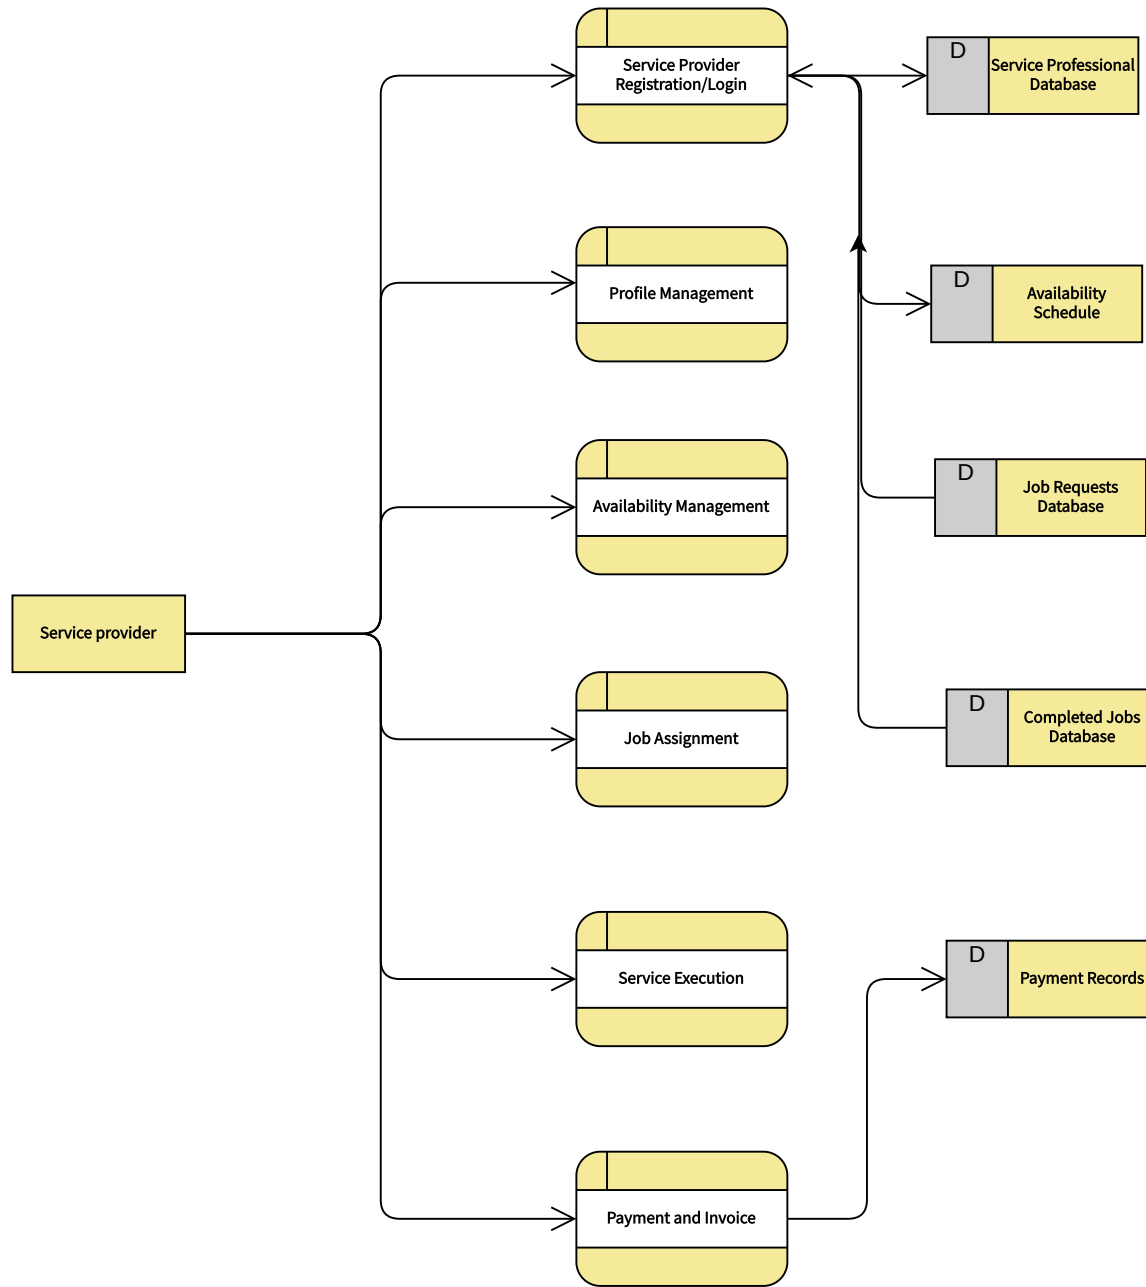 Service Provider
Registration/Login
D
Service Professional
Database
Profile Management
D
Availability
Schedule
Availability Management
D
Job Requests
Database
Service provider
Job Assignment
D
Completed Jobs
Database
Service Execution
D
Payment Records
Payment and Invoice